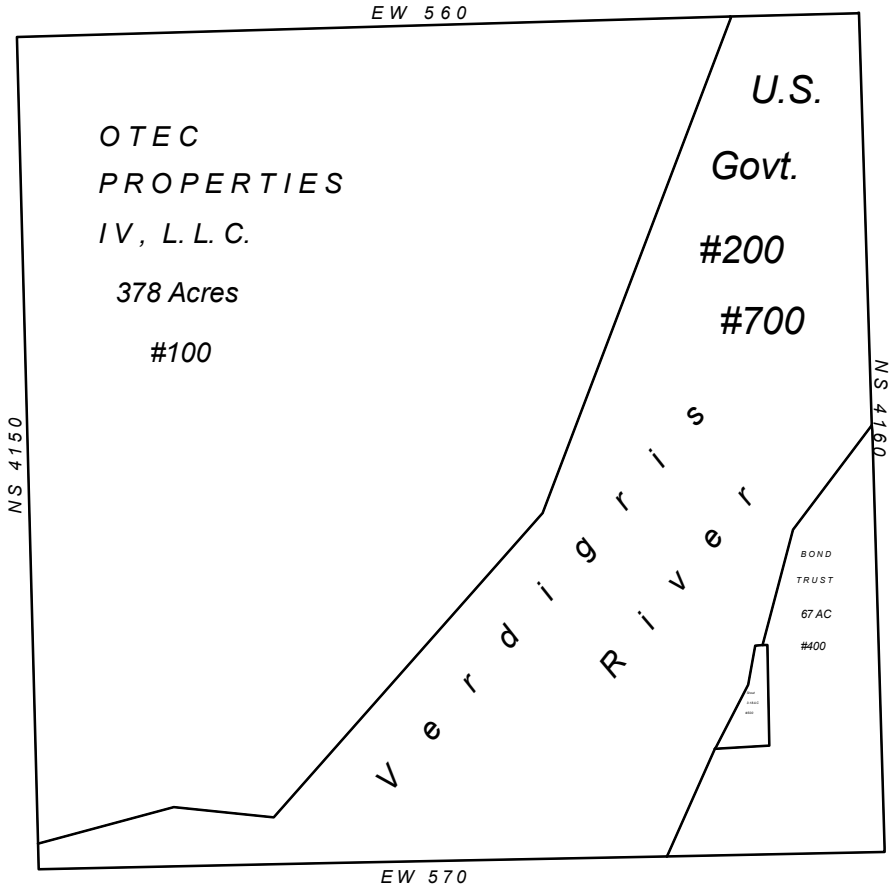 EW 560
U.S.
Govt.
#200
#700
OTEC
PROPERTIES
IV, L.L.C.
378 Acres
#100
NS 4150
NS 4160
Verdigris
River
BOND
TRUST
67 AC
#400
EW 570